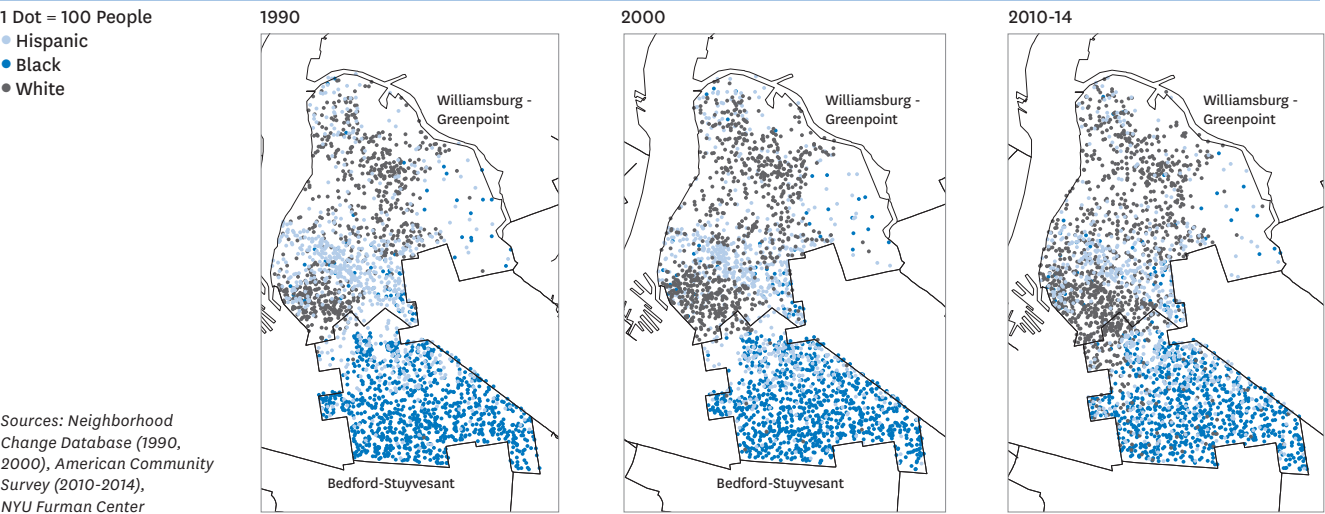 1 Dot = 100 People
Hispanic
Black
White
1990
Williamsburg -
Greenpoint
Bedford-Stuyvesant
2000
Williamsburg -
Greenpoint
Bedford-Stuyvesant
2010-14
Williamsburg -
Greenpoint
Sources: Neighborhood
Change Database (1990,
2000), American Community
Survey (2010-2014),
NYU Furman Center